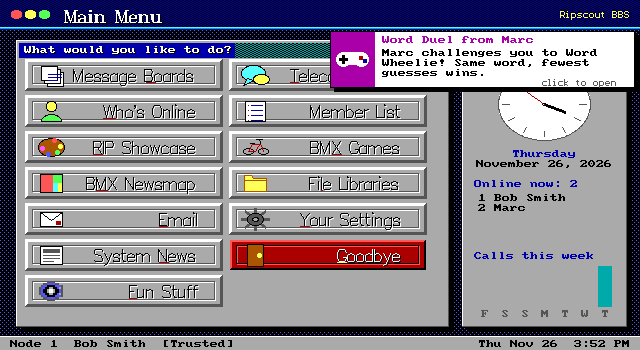 Main Menu
Ripscout BBS
Word Duel from Marc
Marc challenges you to Word
Wheelie! Same word, fewest
guesses wins.
click to open
What would you like to do?
Message Boards
Who's Online
Member List
RIP Showcase
BMX Games
BMX Newsmap
File Libraries
Email
Your Settings
System News
Goodbye
Fun Stuff
Thursday
November 26, 2026
Online now: 2
1 Bob Smith
2 Marc
Calls this week
F S S M T W T
Node 1 Bob Smith [Trusted]
Thu Nov 26 3:52 PM